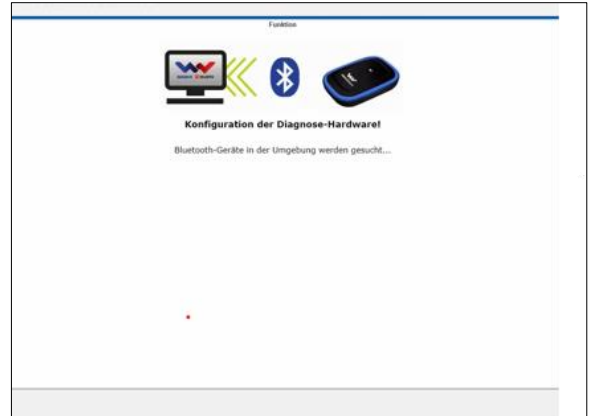 Funktion
Konfiguration der Diagnose-Hardware!
Bluetooth-Geräte in der Umgebung werden gesucht...